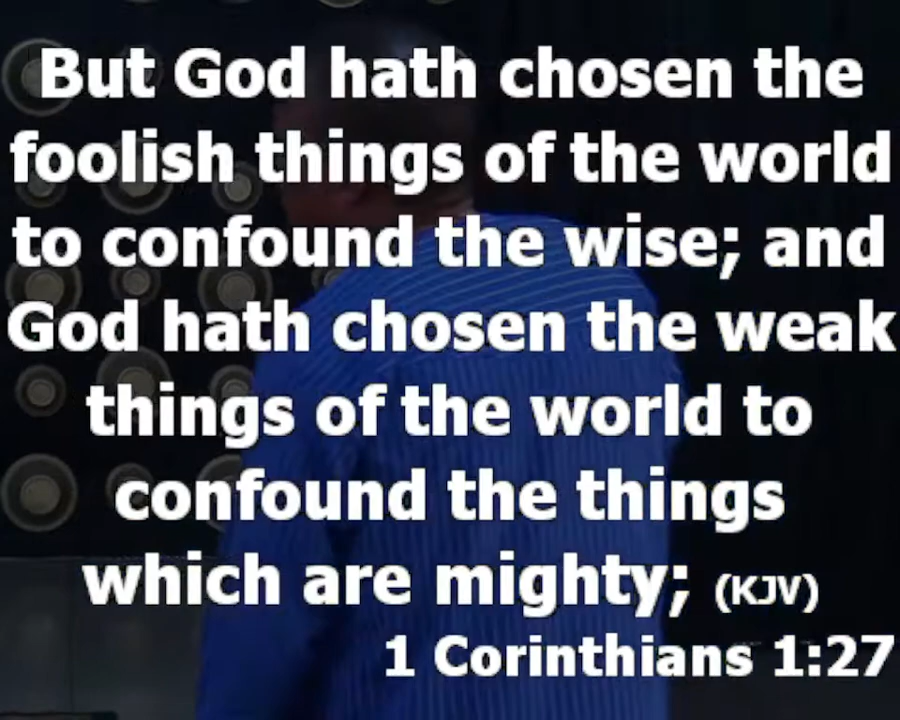 But God hath chosen the
foolish things of the world
to confound the wise; and
God hath chosen the weak
things of the world to
confound the things
which are mighty; (KJV)
1 Corinthians 1:27